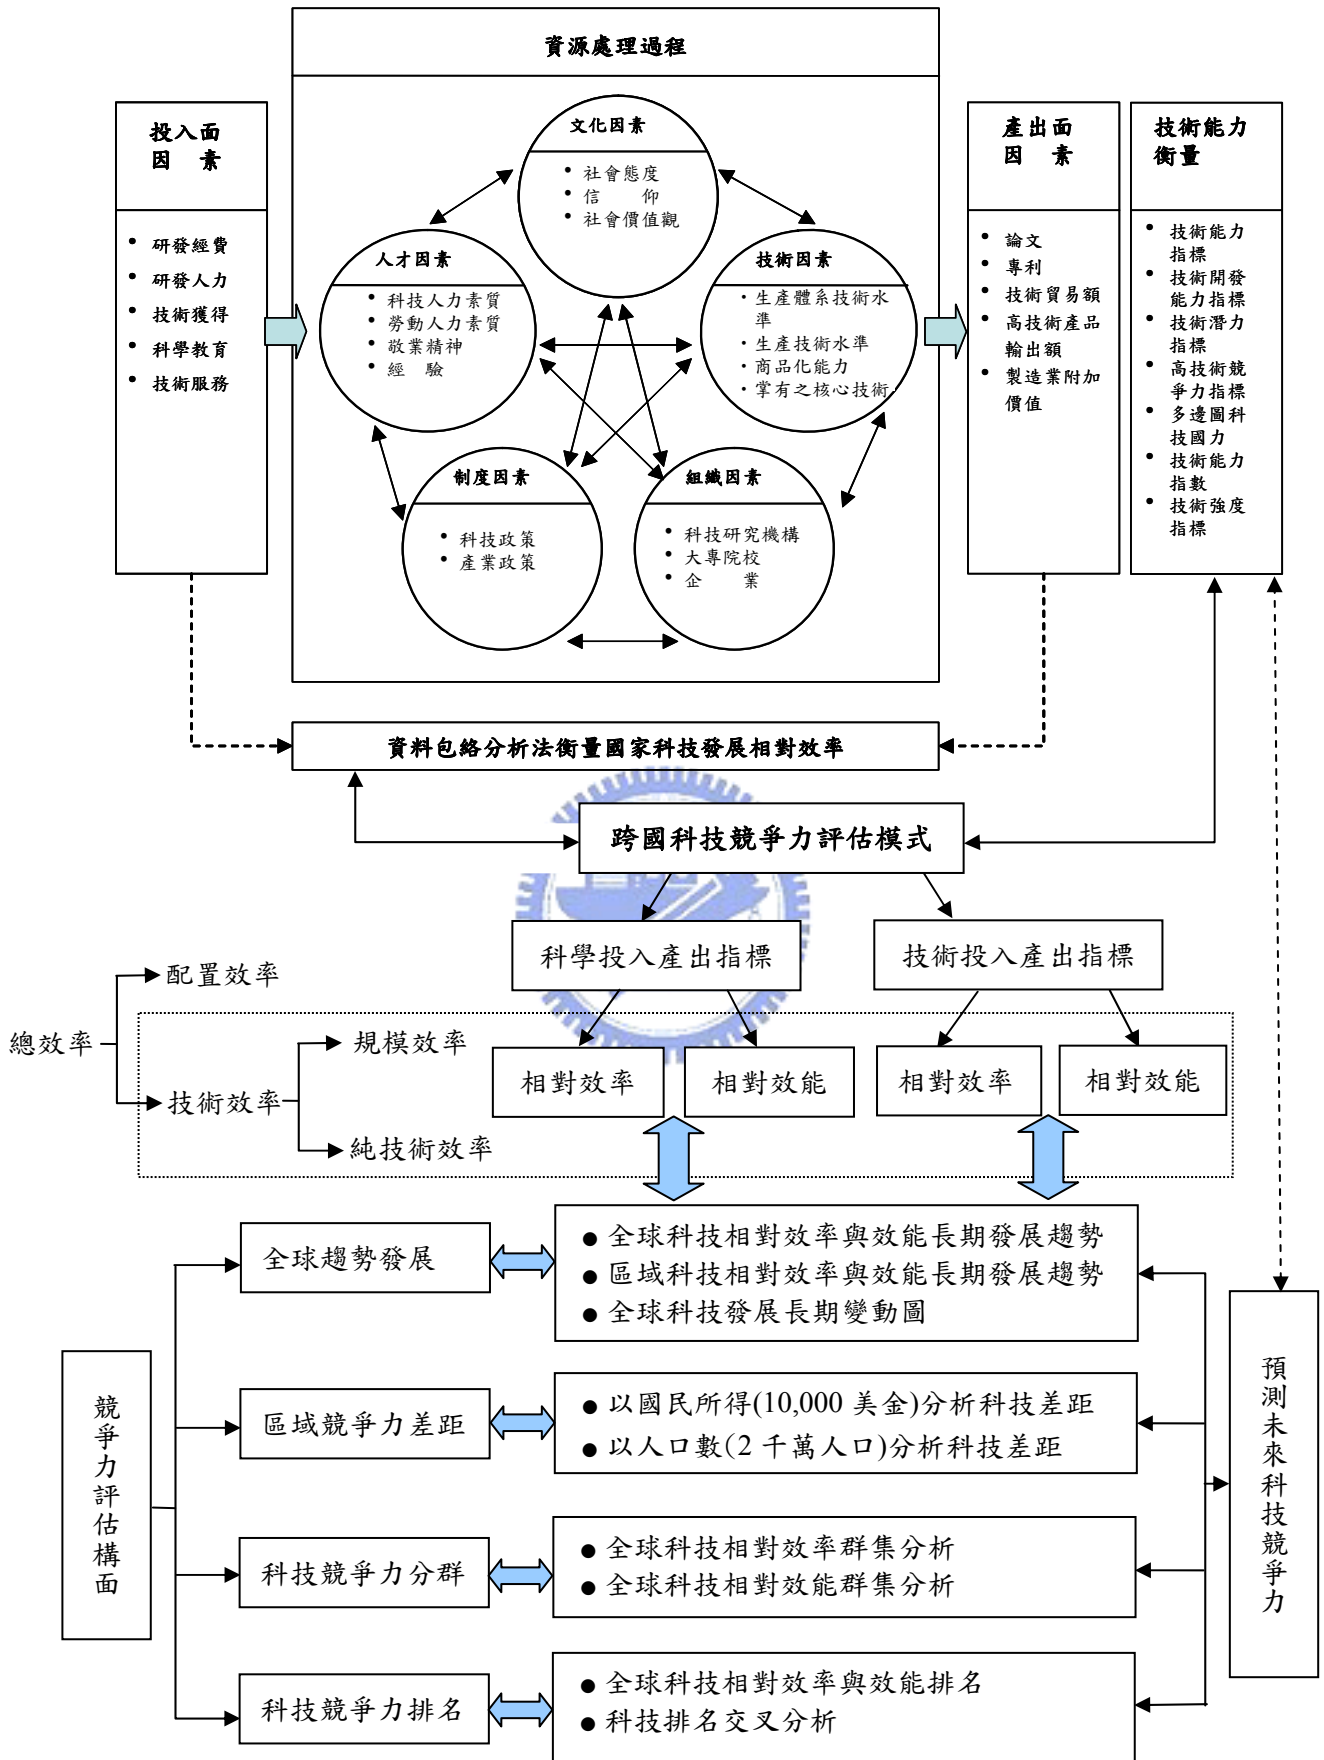 資源處理過程
投入面
因　素
研發經費
研發人力
技術獲得
科學教育
技術服務
文化因素
社會態度
信　仰
社會價值觀
人才因素
科技人力素質
勞動人力素質
敬業精神
經　驗
技術因素
生產體系技術水
準
生產技術水準
商品化能力
掌有之核心技術
制度因素
科技政策
產業政策
組織因素
科技研究機構
大專院校
企　業
產出面
因　素
論文
專利
技術貿易額
高技術產品
輸出額
製造業附加
價值
技術能力
衡量
技術能力
指標
技術開發
能力指標
技術潛力
指標
高技術競
爭力指標
多邊圖科
技國力
技術能力
指數
技術強度
指標
資料包絡分析法衡量國家科技發展相對效率
跨國科技競爭力評估模式
科學投入產出指標
技術投入產出指標
總效率
配置效率
技術效率
規模效率
純技術效率
相對效率
相對效能
相對效率
相對效能
競爭力評估構面
全球趨勢發展
全球科技相對效率與效能長期發展趨勢
區域科技相對效率與效能長期發展趨勢
全球科技發展長期變動圖
區域競爭力差距
以國民所得(10,000 美金)分析科技差距
以人口數(2 千萬人口)分析科技差距
科技競爭力分群
全球科技相對效率群集分析
全球科技相對效能群集分析
科技競爭力排名
全球科技相對效率與效能排名
科技排名交叉分析
預測未來科技競爭力